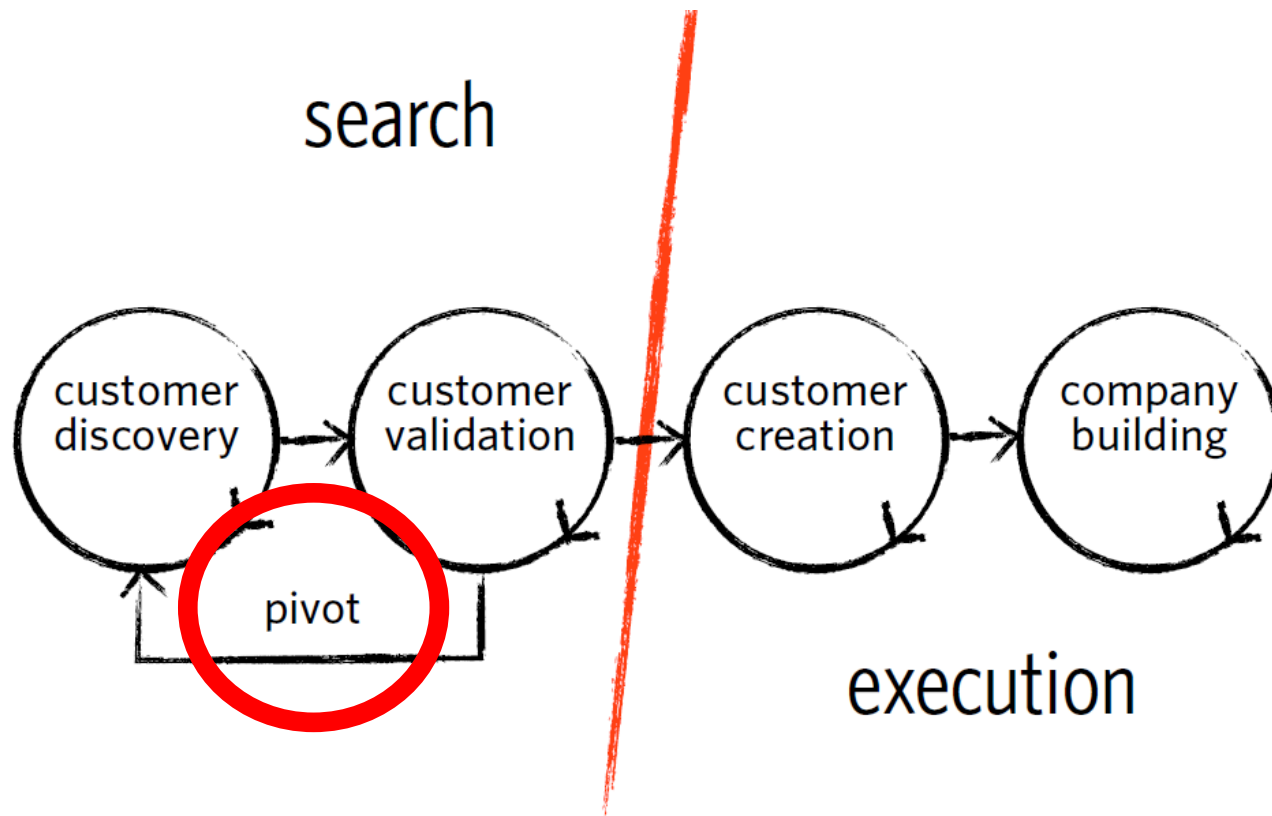 search
customer
discovery
customer
validation
customer
creation
company
building
pivot
execution